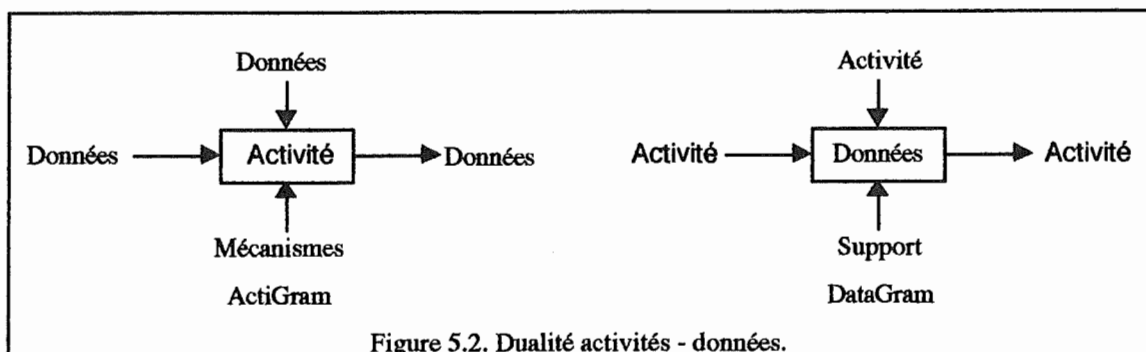 Données
Données
Activité
Données
Mécanismes
ActiGram
Activité
Activité
Données
Activité
Support
DataGram
Figure 5.2. Dualité activités - données.